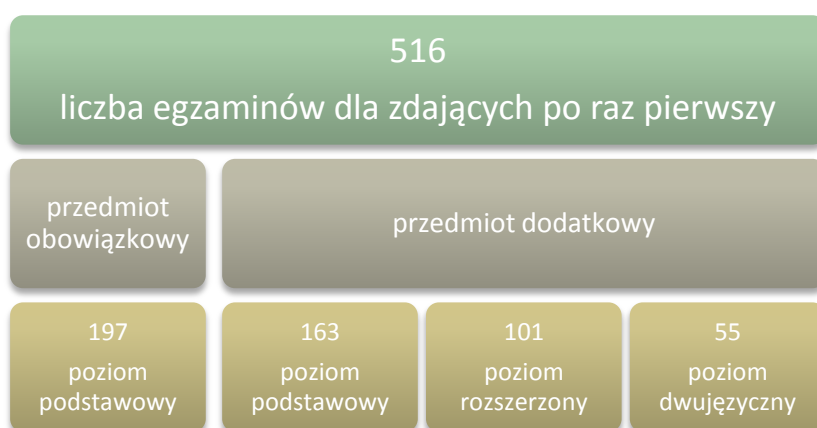 516
liczba egzaminów dla zdających po raz pierwszy
przedmiot
obowiązkowy
przedmiot dodatkowy
197
poziom
podstawowy
163
poziom
podstawowy
101
poziom
rozszerzony
55
poziom
dwujęzyczny